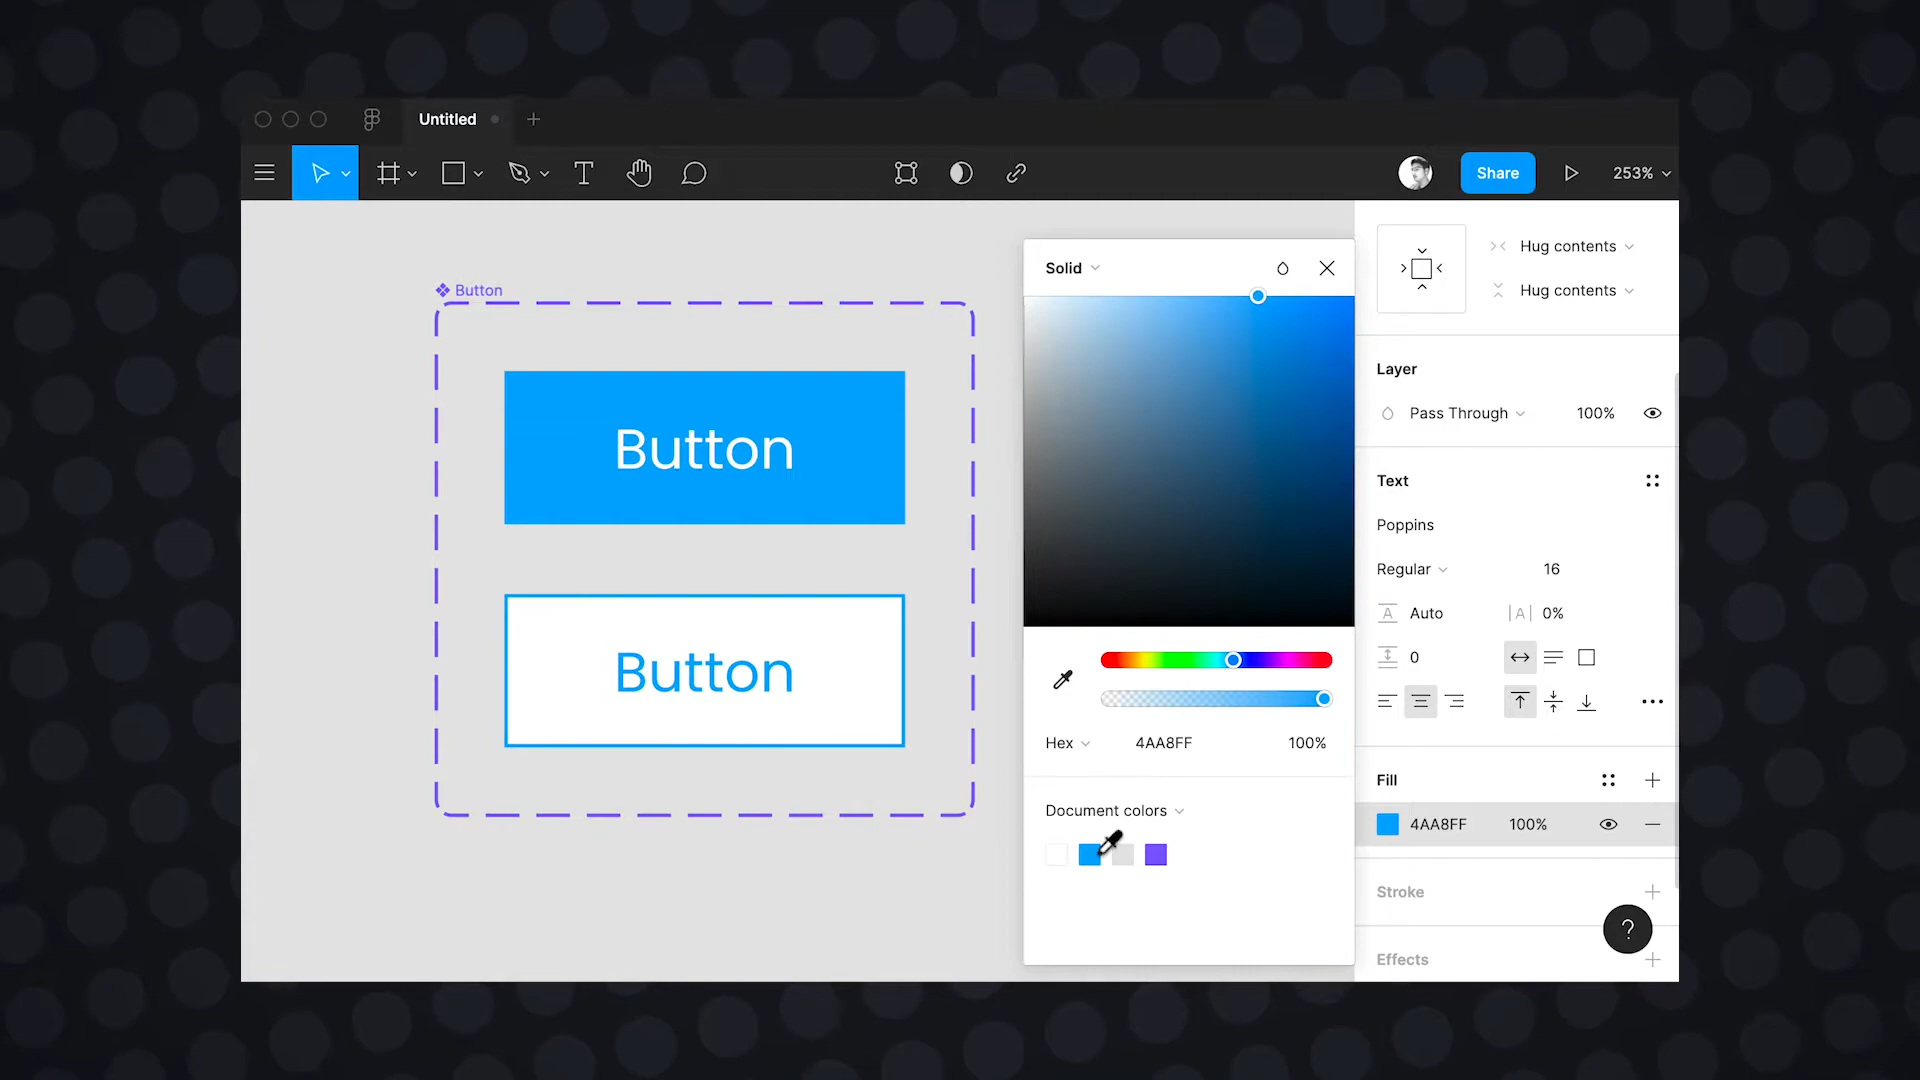 Untitled
Share
253%
Button
Button
Button
Solid
Hex
4AA8FF
100%
Document colors
Hug contents
Hug contents
Layer
Pass Through
100%
Text
Poppins
Regular
16
A
Auto
|A|
0%
0
Fill
4AA8FF
100%
Stroke
?
Effects